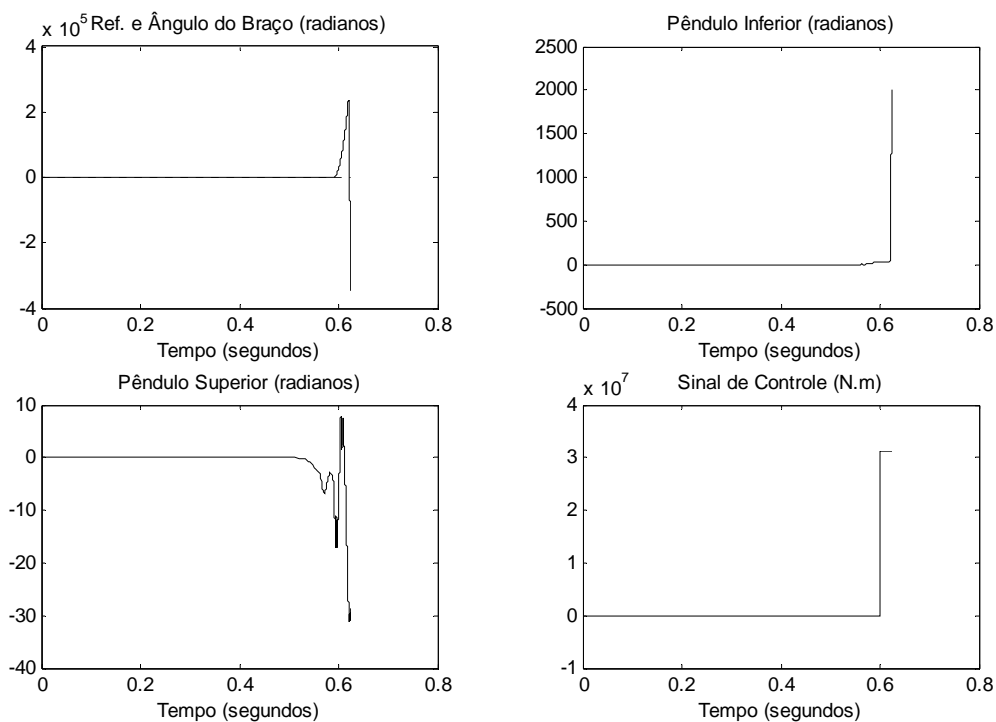 x 10^5 Ref. e Ângulo do Braço (radianos)
4
2
0
-2
-4
0 0.2 0.4 0.6 0.8
Tempo (segundos)
Pêndulo Inferior (radianos)
2500
2000
1500
1000
500
0
-500
0 0.2 0.4 0.6 0.8
Tempo (segundos)
Pêndulo Superior (radianos)
10
0
-10
-20
-30
-40
0 0.2 0.4 0.6 0.8
Tempo (segundos)
x 10^7 Sinal de Controle (N.m)
4
3
2
1
0
-1
0 0.2 0.4 0.6 0.8
Tempo (segundos)